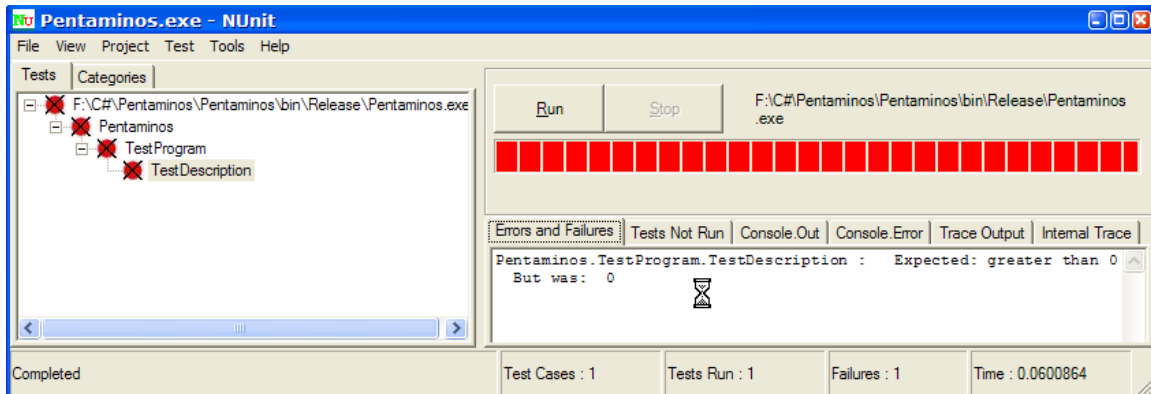 Nu Pentaminos.exe - NUnit
File View Project Test Tools Help
Tests Categories
F:\C#\Pentaminos\Pentaminos\bin\Release\Pentaminos.exe
Pentaminos
TestProgram
TestDescription
Run Stop
F:\C#\Pentaminos\Pentaminos\bin\Release\Pentaminos
.exe
Errors and Failures Tests Not Run Console.Out Console.Error Trace Output Internal Trace
Pentaminos.TestProgram.TestDescription : Expected: greater than 0
But was: 0
Completed Test Cases : 1 Tests Run : 1 Failures : 1 Time : 0.0600864